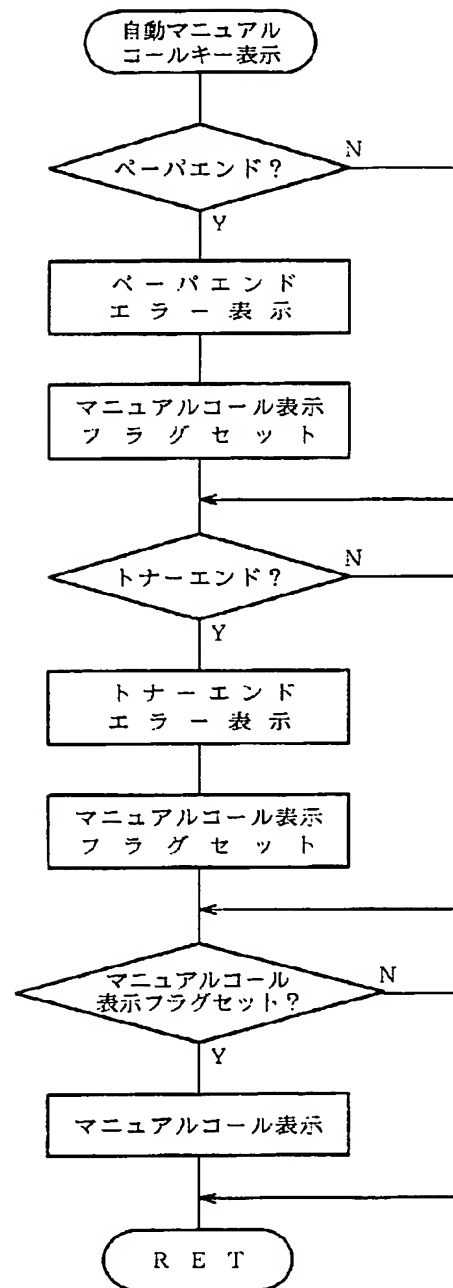 自動マニュアル
コールキー表示
ペーパエンド?
N
Y
ペーパエンド
エラー表示
マニュアルコール表示
フラグセット
トナーエンド?
N
Y
トナーエンド
エラー表示
マニュアルコール表示
フラグセット
マニュアルコール
表示フラグセット?
N
Y
マニュアルコール表示
RET